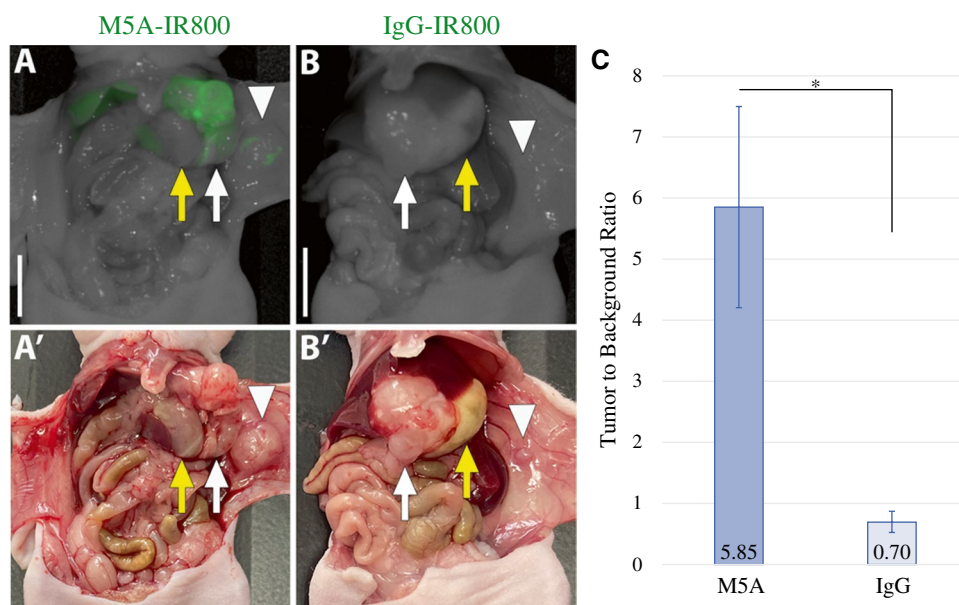 M5A-IR800
IgG-IR800
A
B
C
A′
B′
Tumor to Background Ratio
8
7
6
5
4
3
2
1
0
*
5.85
0.70
M5A
IgG